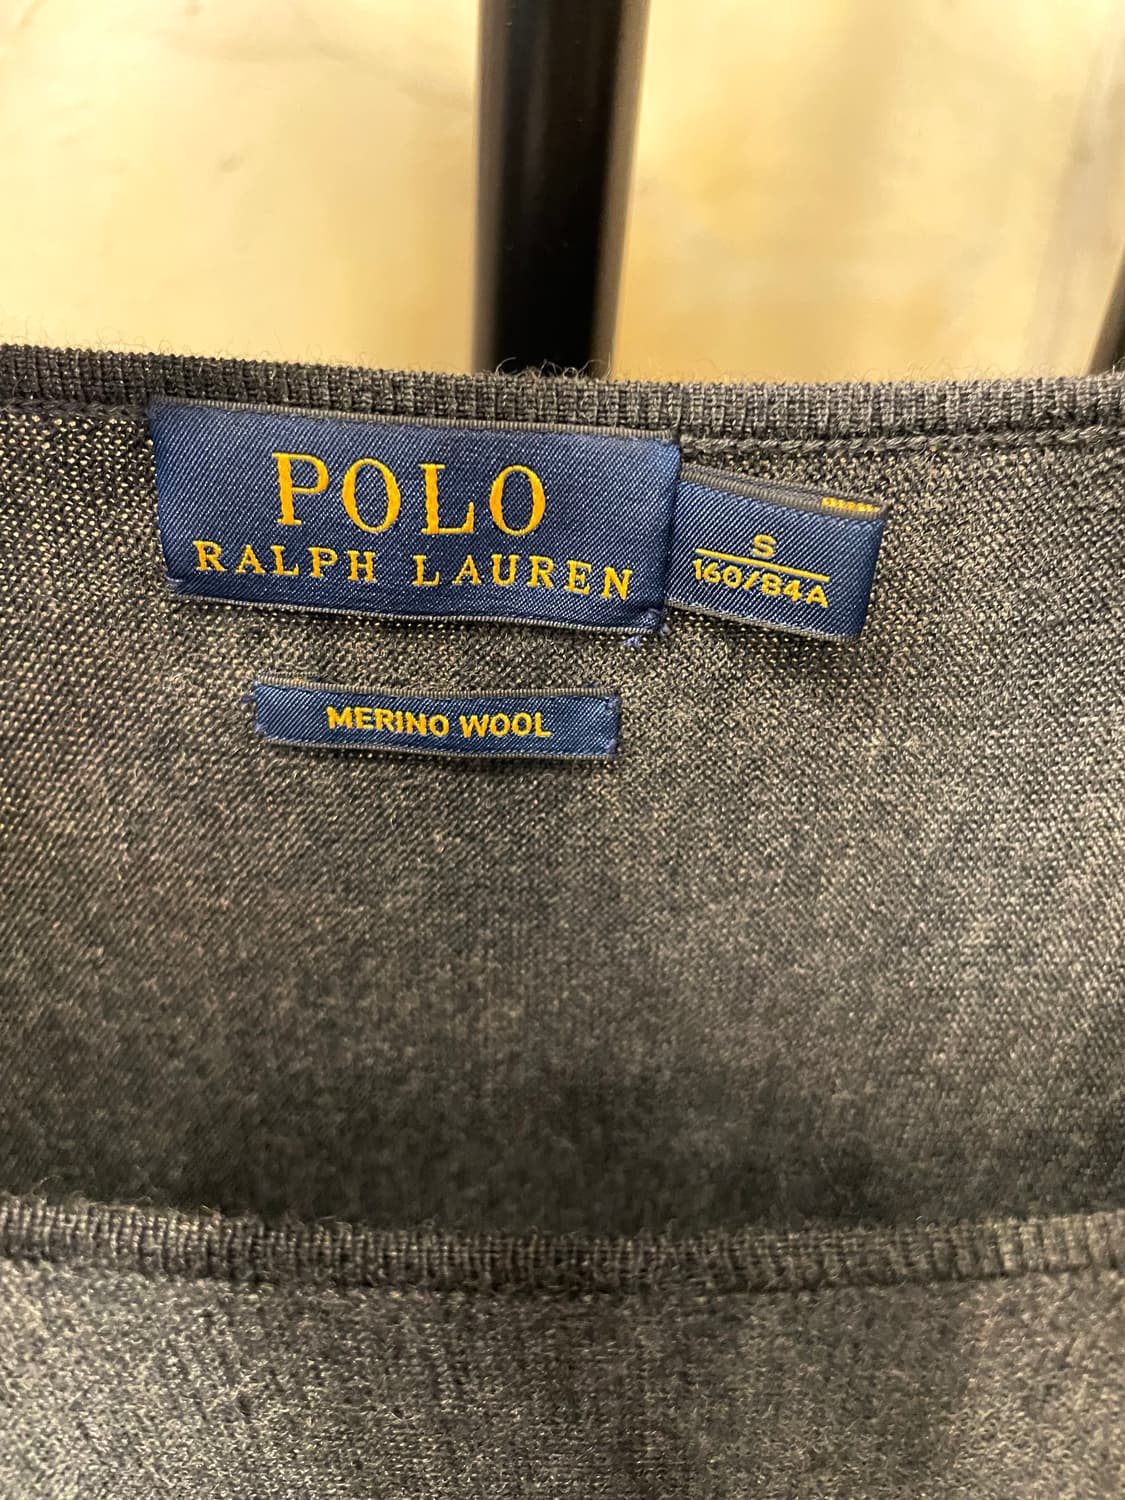 POLO
RALPH LAUREN
S
160/84A
MERINO WOOL